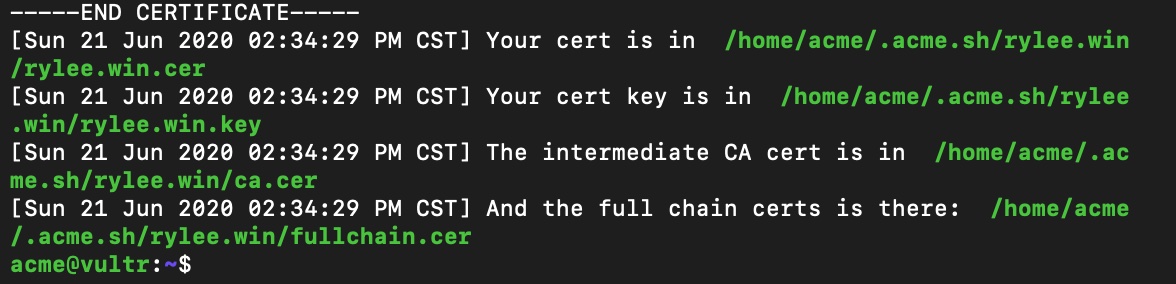 -----END CERTIFICATE-----
[Sun 21 Jun 2020 02:34:29 PM CST] Your cert is in  /home/acme/.acme.sh/rylee.win
/rylee.win.cer
[Sun 21 Jun 2020 02:34:29 PM CST] Your cert key is in  /home/acme/.acme.sh/rylee
.win/rylee.win.key
[Sun 21 Jun 2020 02:34:29 PM CST] The intermediate CA cert is in  /home/acme/.ac
me.sh/rylee.win/ca.cer
[Sun 21 Jun 2020 02:34:29 PM CST] And the full chain certs is there:  /home/acme
/.acme.sh/rylee.win/fullchain.cer
acme@vultr:~$